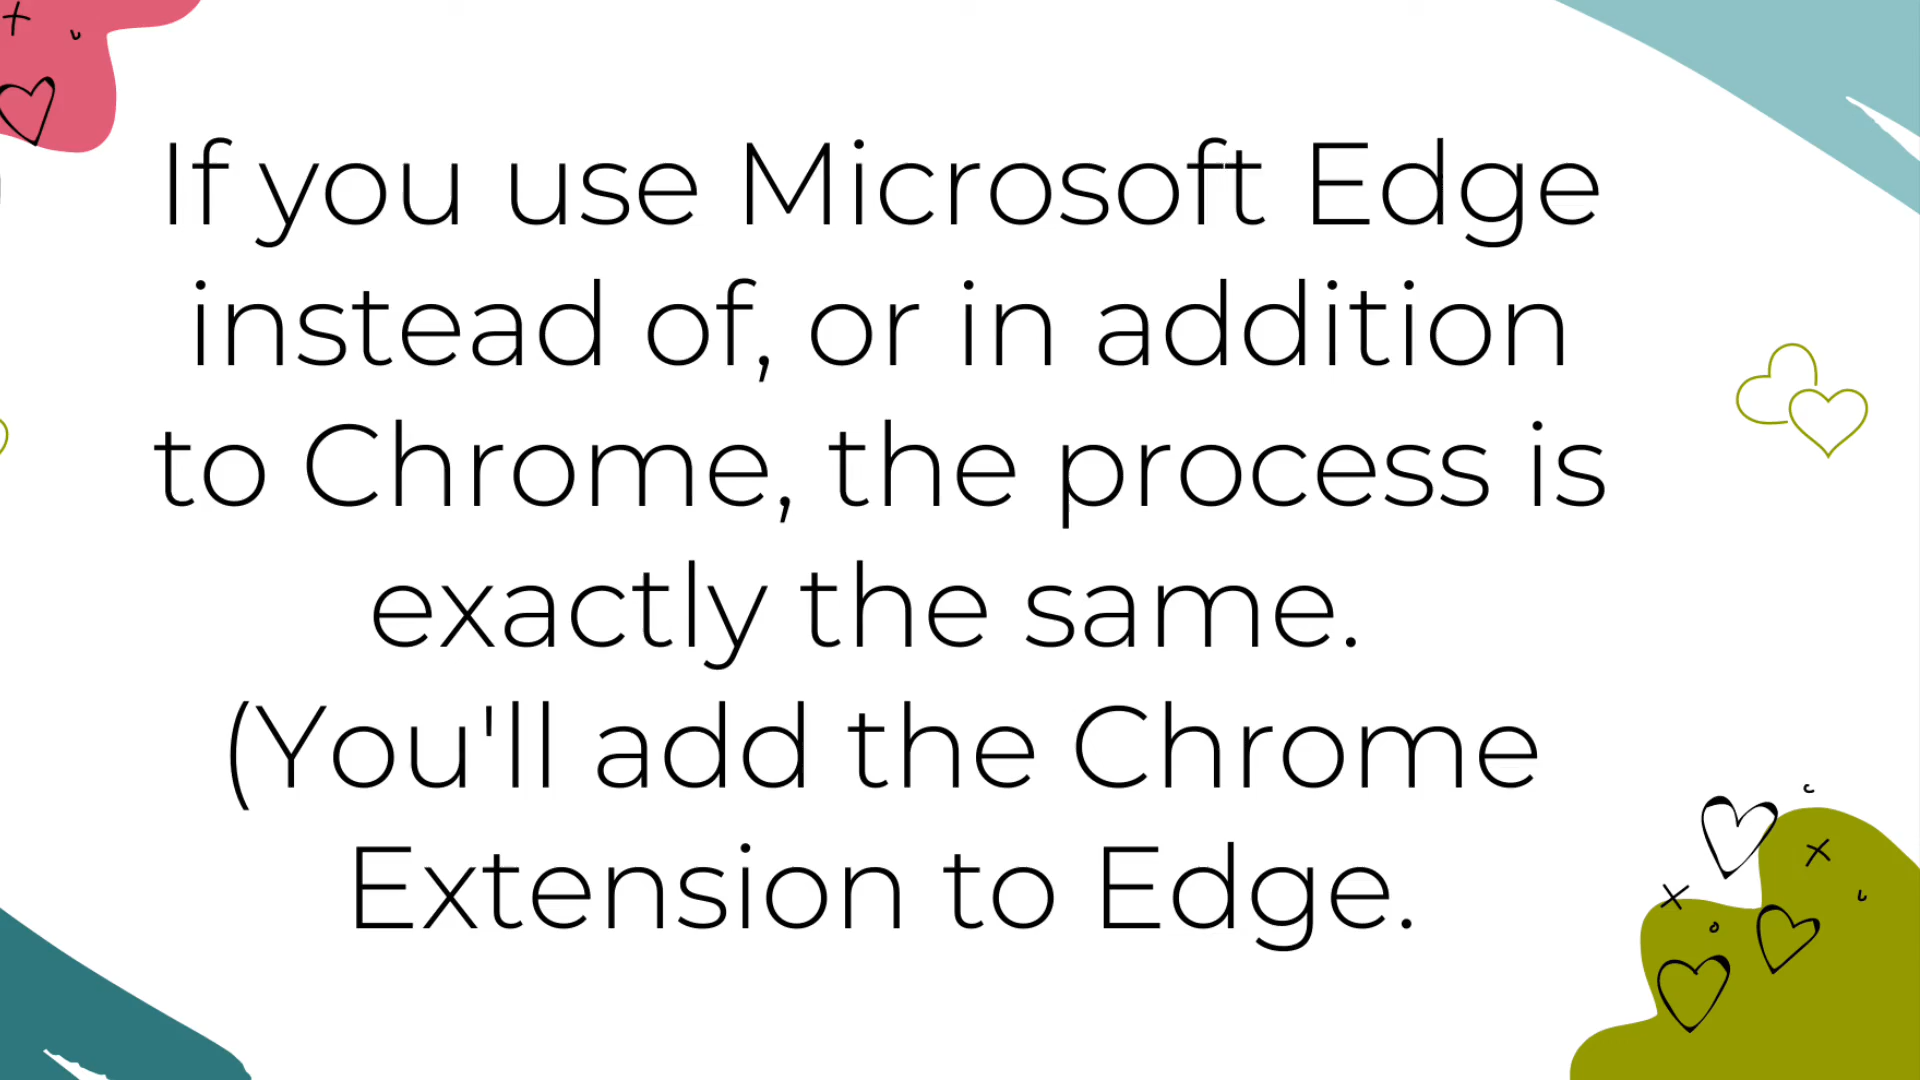 If you use Microsoft Edge
instead of, or in addition
to Chrome, the process is
exactly the same.
(You'll add the Chrome
Extension to Edge.